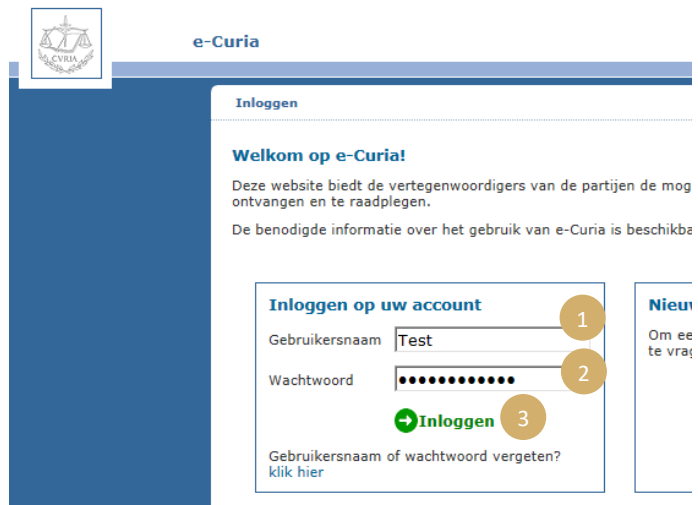 CVRIA
e-Curia
Inloggen
Welkom op e-Curia!
Deze website biedt de vertegenwoordigers van de partijen de mog
ontvangen en te raadplegen.
De benodigde informatie over het gebruik van e-Curia is beschikba
Inloggen op uw account
Gebruikersnaam Test 1
Wachtwoord ●●●●●●●●●●●● 2
Inloggen 3
Gebruikersnaam of wachtwoord vergeten?
klik hier
Nieuw
Om ee
te vrag